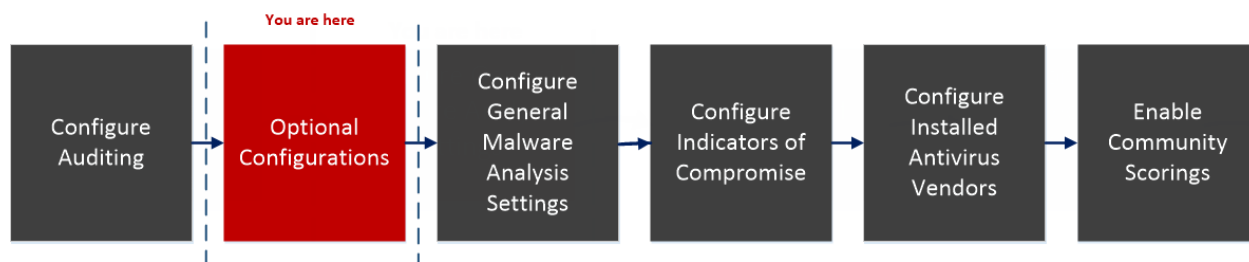 You are here
Configure
Auditing
Optional
Configurations
Configure
General
Malware
Analysis
Settings
Configure
Indicators of
Compromise
Configure
Installed
Antivirus
Vendors
Enable
Community
Scorings